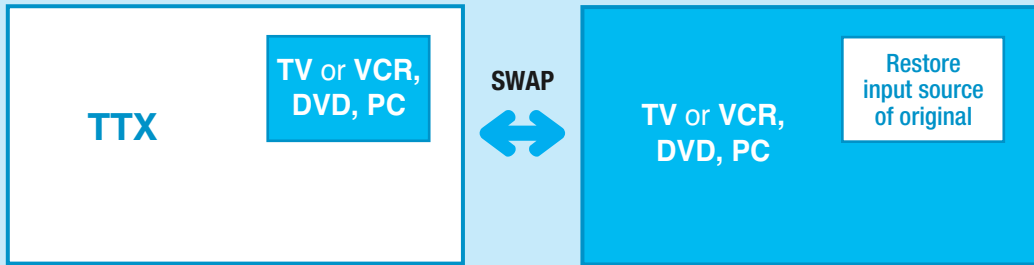 TTX
TV or VCR,
DVD, PC
SWAP
TV or VCR,
DVD, PC
Restore
input source
of original